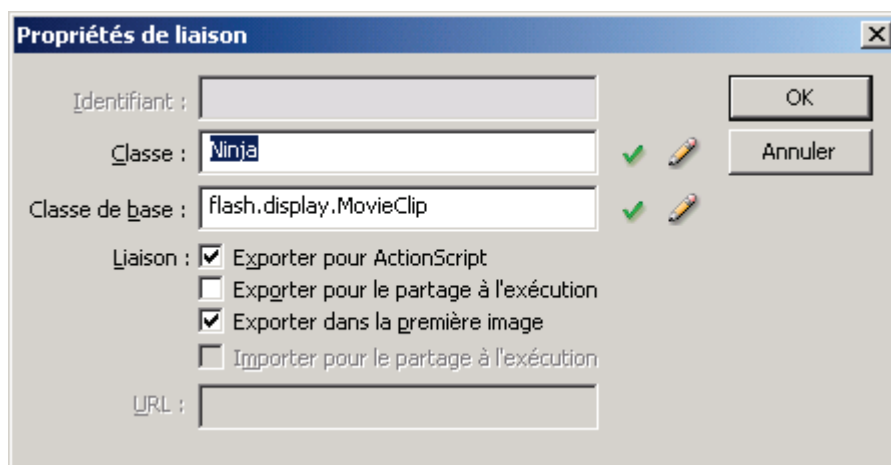 Propriétés de liaison
Identifiant :
OK
Classe : Ninja
Annuler
Classe de base : flash.display.MovieClip
Liaison : Exporter pour ActionScript
Exporter pour le partage à l'exécution
Exporter dans la première image
Importer pour le partage à l'exécution
URL :